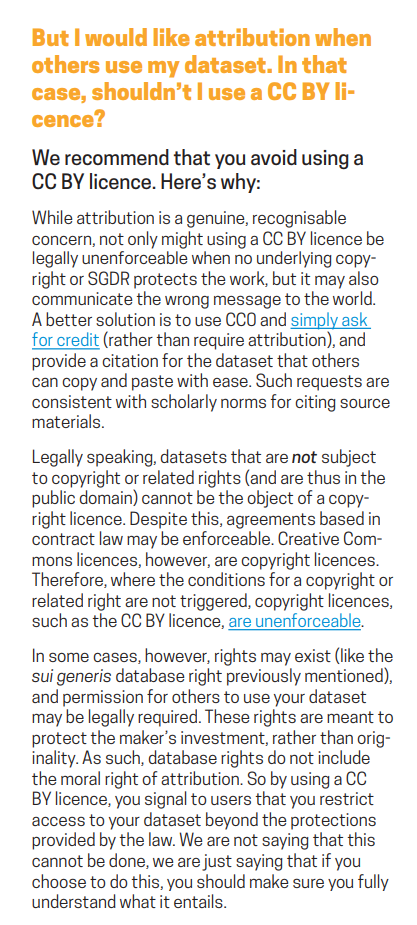 But I would like attribution when
others use my dataset. In that
case, shouldn't I use a CC BY li-
cence?
We recommend that you avoid using a
CC BY licence. Here's why:
While attribution is a genuine, recognisable
concern, not only might using a CC BY licence be
legally unenforceable when no underlying copy-
right or SGDR protects the work, but it may also
communicate the wrong message to the world.
A better solution is to use CC0 and simply ask
for credit (rather than require attribution), and
provide a citation for the dataset that others
can copy and paste with ease. Such requests are
consistent with scholarly norms for citing source
materials.
Legally speaking, datasets that are not subject
to copyright or related rights (and are thus in the
public domain) cannot be the object of a copy-
right licence. Despite this, agreements based in
contract law may be enforceable. Creative Com-
mons licences, however, are copyright licences.
Therefore, where the conditions for a copyright or
related right are not triggered, copyright licences,
such as the CC BY licence, are unenforceable.
In some cases, however, rights may exist (like the
sui generis database right previously mentioned),
and permission for others to use your dataset
may be legally required. These rights are meant to
protect the maker's investment, rather than orig-
inality. As such, database rights do not include
the moral right of attribution. So by using a CC
BY licence, you signal to users that you restrict
access to your dataset beyond the protections
provided by the law. We are not saying that this
cannot be done, we are just saying that if you
choose to do this, you should make sure you fully
understand what it entails.